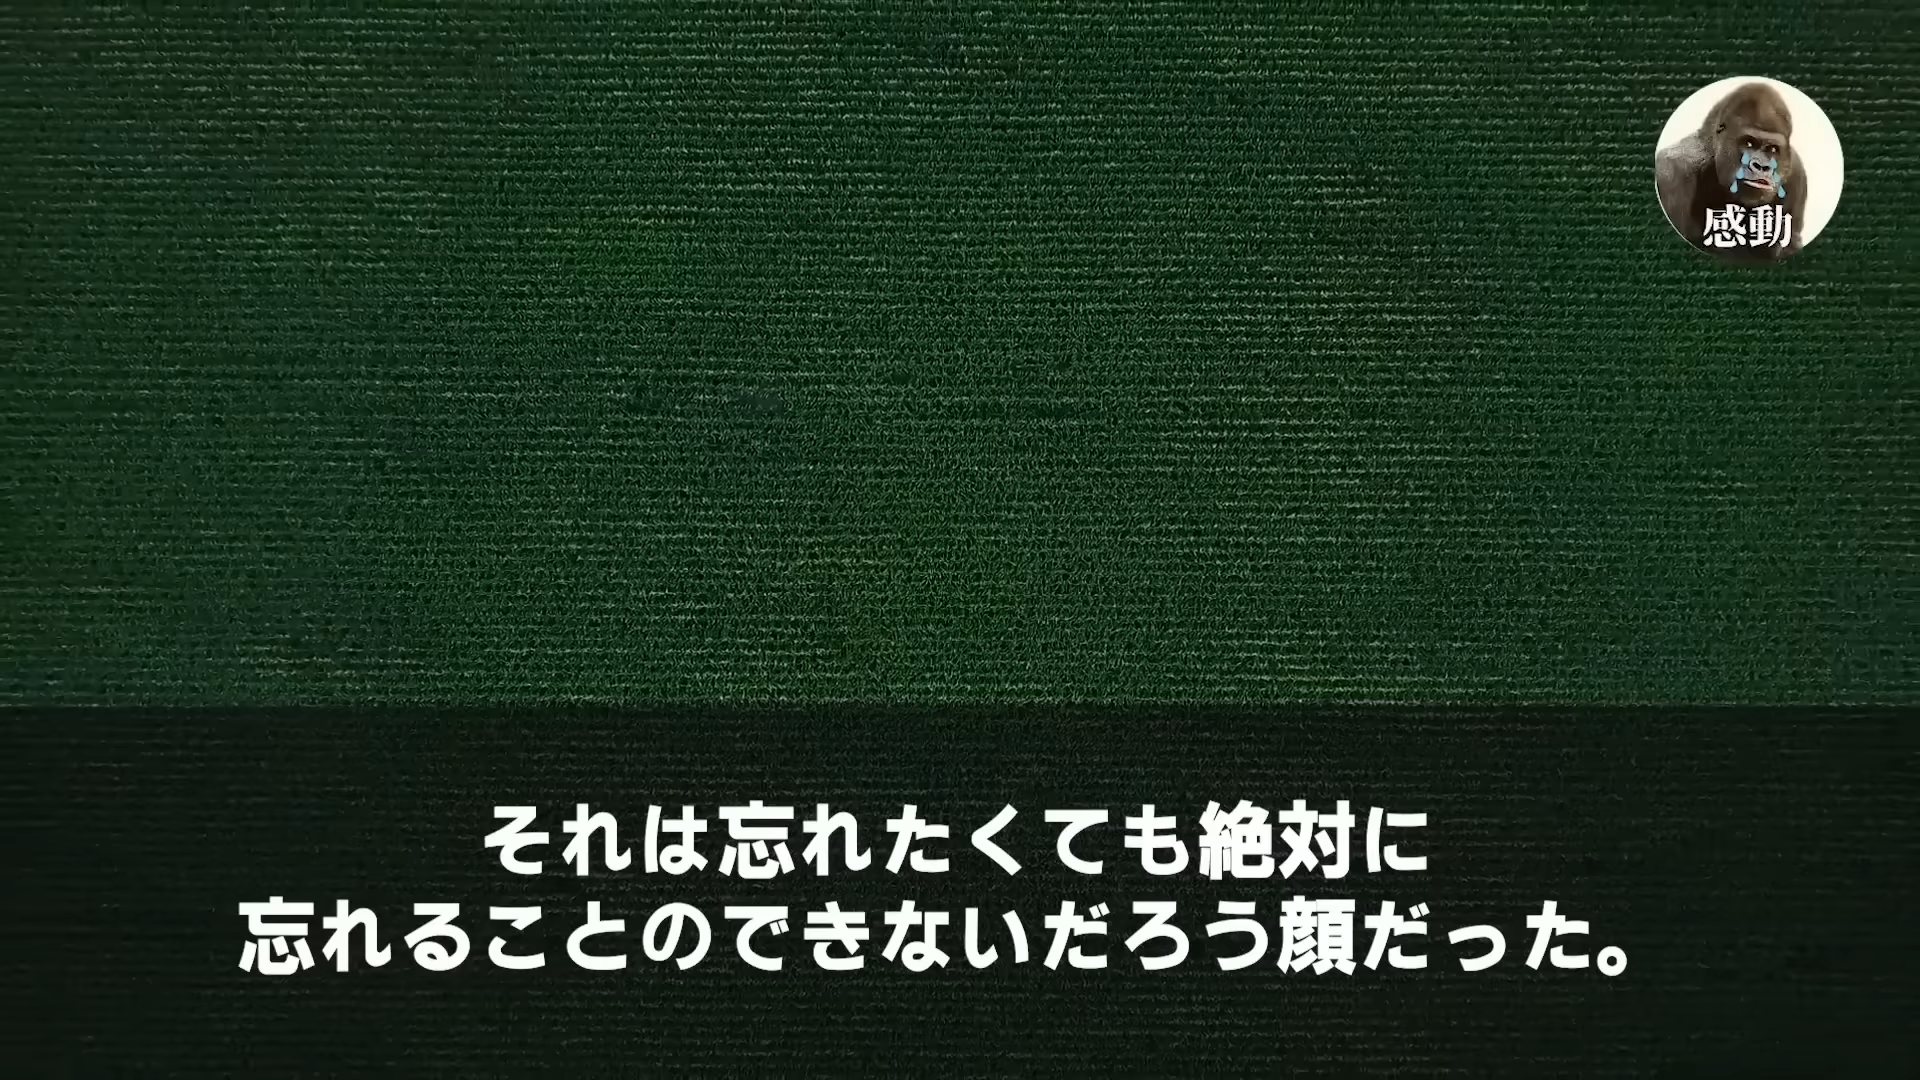 感動
それは忘れたくても絶対に
忘れることのできないだろう顔だった。